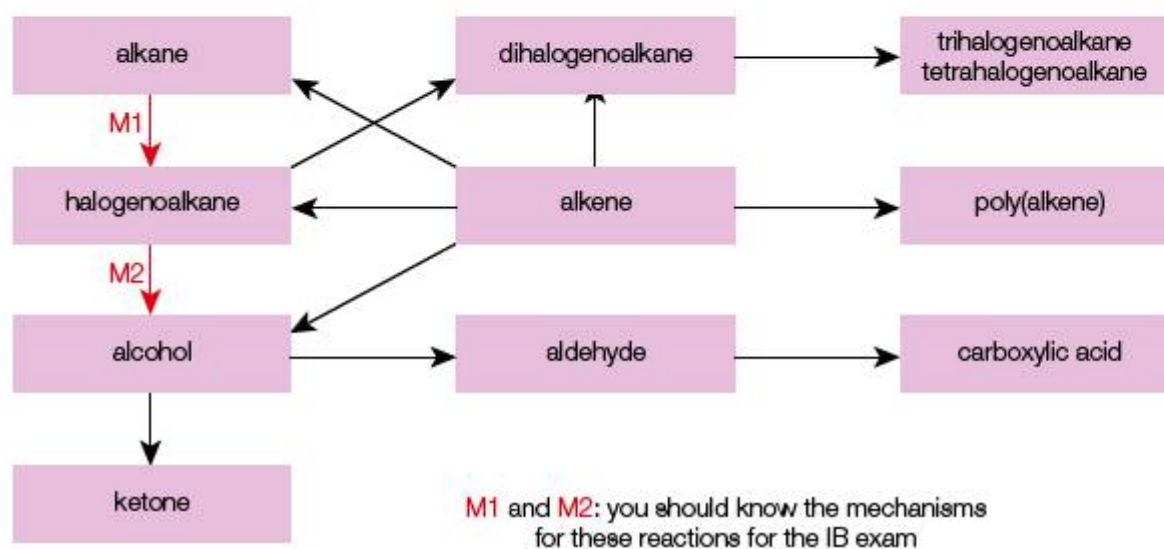 alkane
dihalogenoalkane
trihalogenoalkane
tetrahalogenoalkane
M1
halogenoalkane
alkene
poly(alkene)
M2
alcohol
aldehyde
carboxylic acid
ketone
M1 and M2: you should know the mechanisms
for these reactions for the IB exam